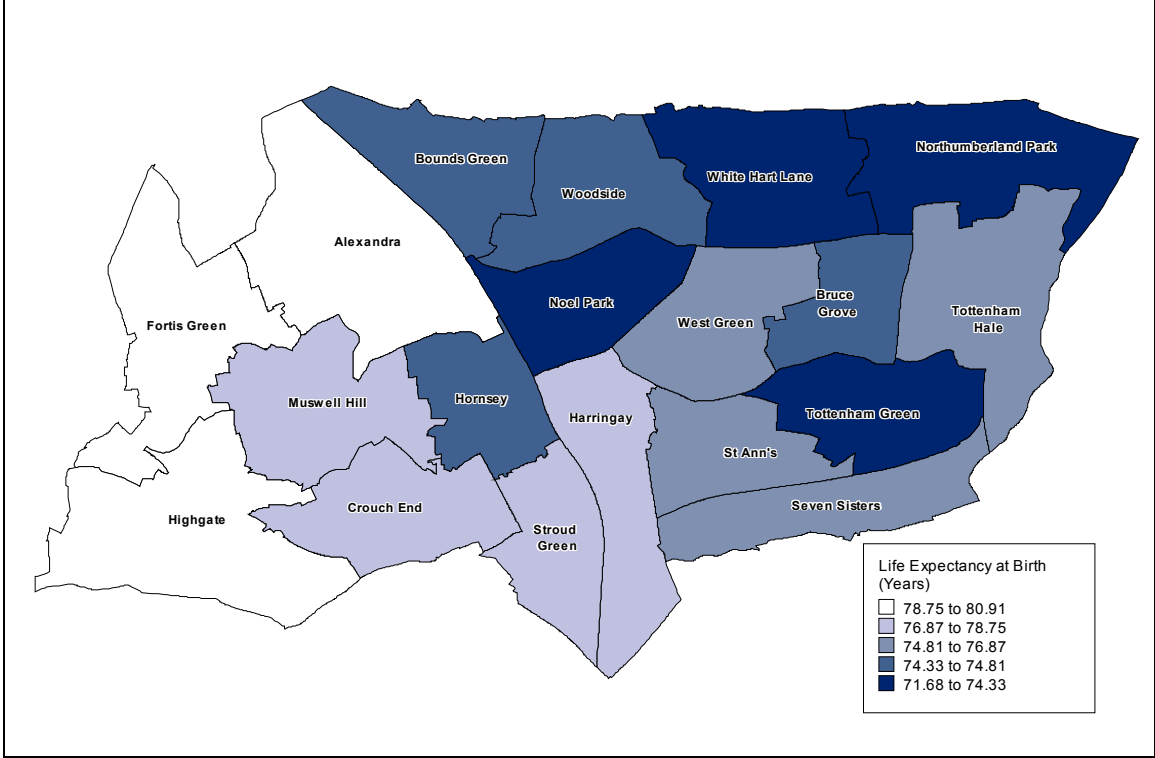 Bounds Green
Northumberland Park
White Hart Lane
Woodside
Alexandra
Noel Park
Bruce
Grove
West Green
Tottenham
Hale
Fortis Green
Muswell Hill
Hornsey
Harringay
Tottenham Green
St Ann's
Crouch End
Seven Sisters
Highgate
Stroud
Green
Life Expectancy at Birth
(Years)
78.75 to 80.91
76.87 to 78.75
74.81 to 76.87
74.33 to 74.81
71.68 to 74.33